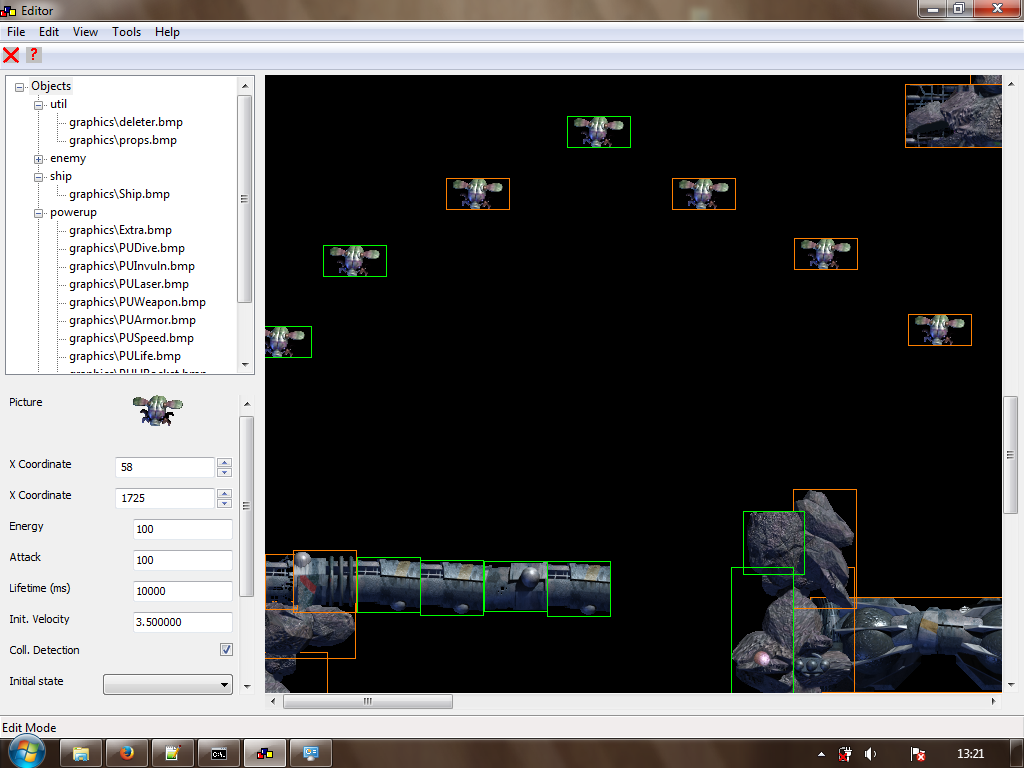 Editor
File Edit View Tools Help
Objects
util
graphics\deleter.bmp
graphics\props.bmp
enemy
ship
graphics\Ship.bmp
powerup
graphics\Extra.bmp
graphics\PUDive.bmp
graphics\PUInvuln.bmp
graphics\PULaser.bmp
graphics\PUWeapon.bmp
graphics\PUArmor.bmp
graphics\PUSpeed.bmp
graphics\PULife.bmp
Picture
X Coordinate 58
X Coordinate 1725
Energy 100
Attack 100
Lifetime (ms) 10000
Init. Velocity 3.500000
Coll. Detection
Initial state
Edit Mode
13:21